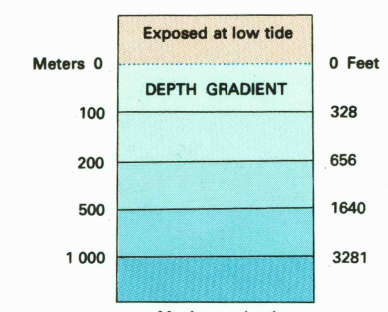 Exposed at low tide
Meters 0 0 Feet
DEPTH GRADIENT
100 328
200 656
500 1640
1 000 3281